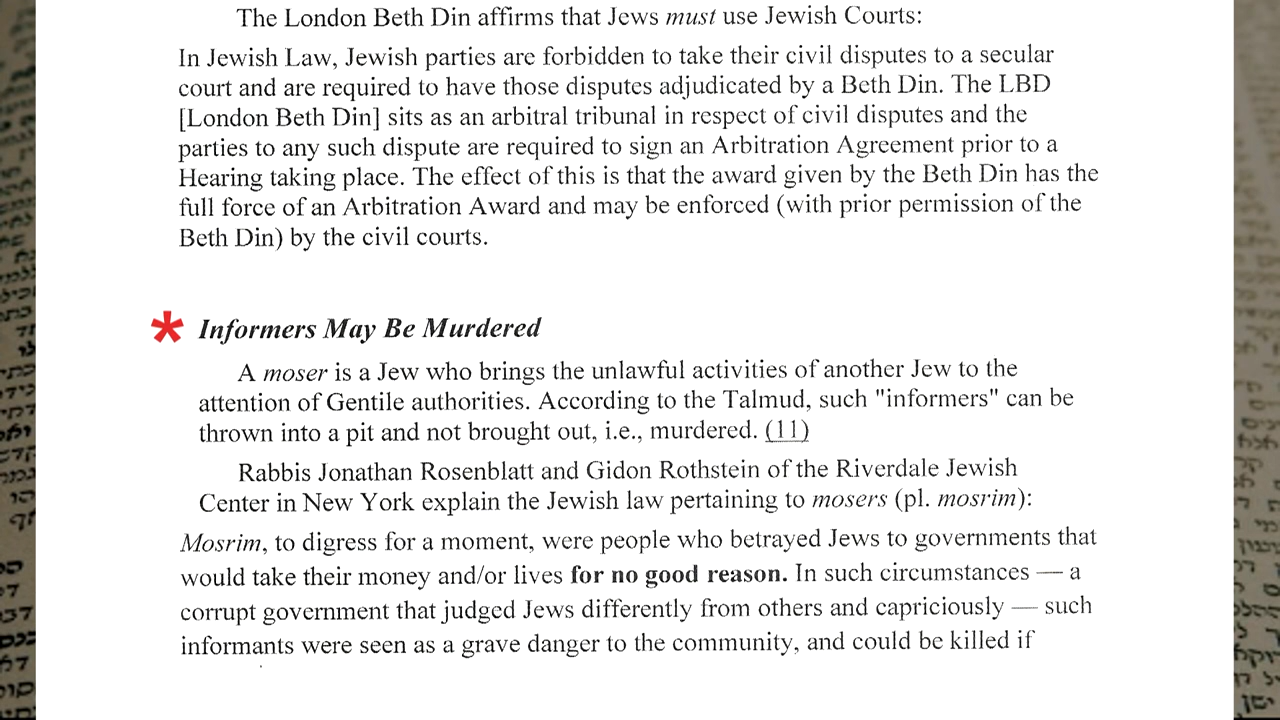 The London Beth Din affirms that Jews must use Jewish Courts:
In Jewish Law, Jewish parties are forbidden to take their civil disputes to a secular
court and are required to have those disputes adjudicated by a Beth Din. The LBD
[London Beth Din] sits as an arbitral tribunal in respect of civil disputes and the
parties to any such dispute are required to sign an Arbitration Agreement prior to a
Hearing taking place. The effect of this is that the award given by the Beth Din has the
full force of an Arbitration Award and may be enforced (with prior permission of the
Beth Din) by the civil courts.
* Informers May Be Murdered
A moser is a Jew who brings the unlawful activities of another Jew to the
attention of Gentile authorities. According to the Talmud, such "informers" can be
thrown into a pit and not brought out, i.e., murdered. (11)
Rabbis Jonathan Rosenblatt and Gidon Rothstein of the Riverdale Jewish
Center in New York explain the Jewish law pertaining to mosers (pl. mosrim):
Mosrim, to digress for a moment, were people who betrayed Jews to governments that
would take their money and/or lives for no good reason. In such circumstances — a
corrupt government that judged Jews differently from others and capriciously — such
informants were seen as a grave danger to the community, and could be killed if